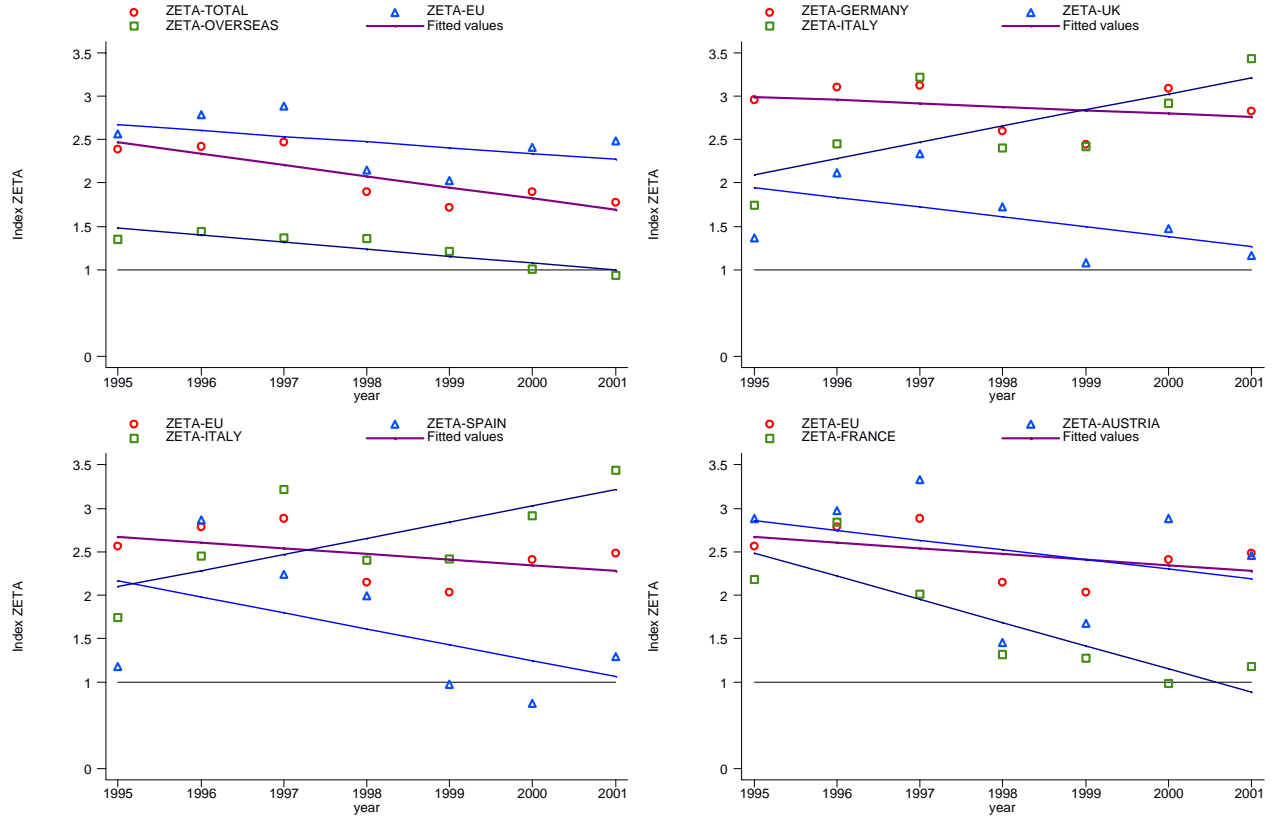 ZETA-TOTAL ZETA-EU
ZETA-OVERSEAS Fitted values
Index ZETA
3.5
3
2.5
2
1.5
1
0
1995 1996 1997 1998 1999 2000 2001
year
ZETA-GERMANY ZETA-UK
ZETA-ITALY Fitted values
Index ZETA
3.5
3
2.5
2
1.5
1
0
1995 1996 1997 1998 1999 2000 2001
year
ZETA-EU ZETA-SPAIN
ZETA-ITALY Fitted values
Index ZETA
3.5
3
2.5
2
1.5
1
0
1995 1996 1997 1998 1999 2000 2001
year
ZETA-EU ZETA-AUSTRIA
ZETA-FRANCE Fitted values
Index ZETA
3.5
3
2.5
2
1.5
1
0
1995 1996 1997 1998 1999 2000 2001
year